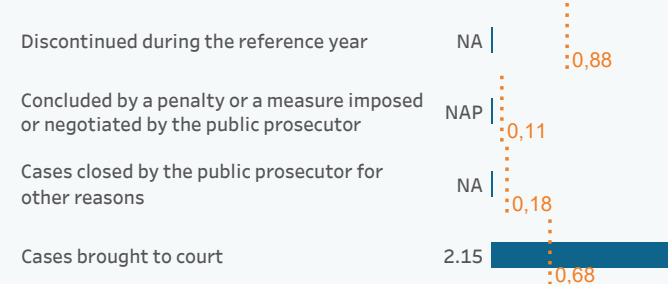 Discontinued during the reference year NA
0,88
Concluded by a penalty or a measure imposed
or negotiated by the public prosecutor NAP
0,11
Cases closed by the public prosecutor for
other reasons NA
0,18
Cases brought to court 2.15
0,68